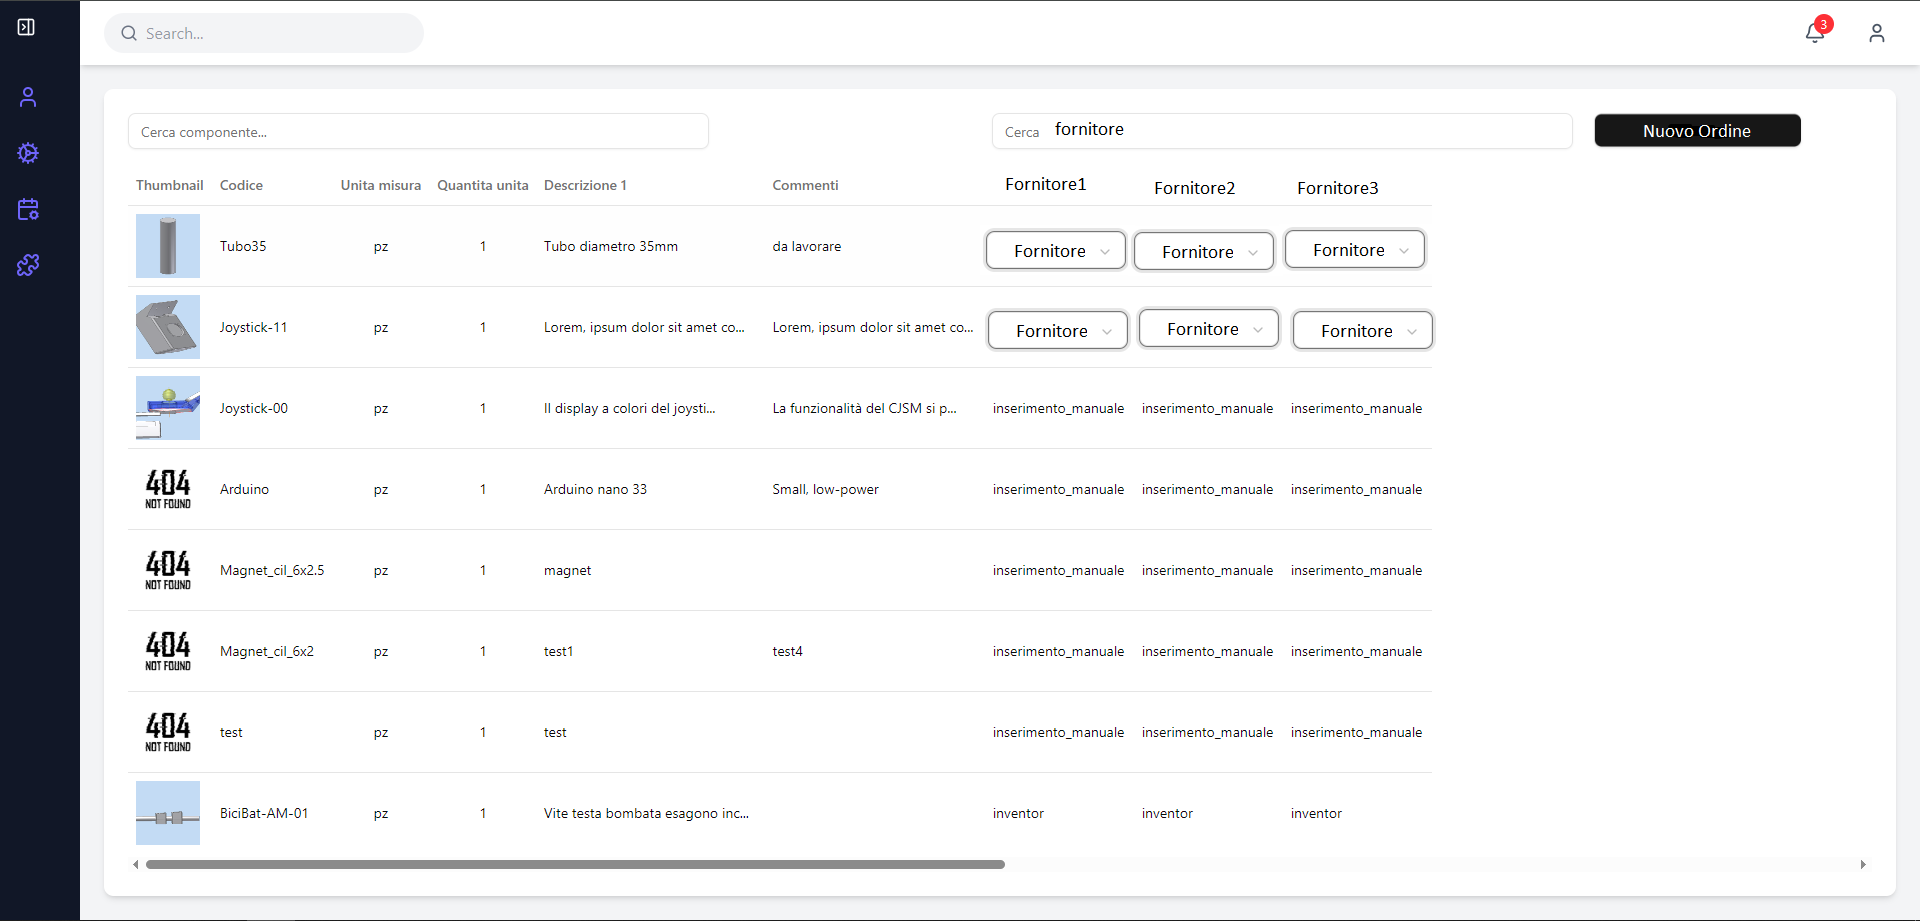 Search...
3
Cerca componente...
Cerca fornitore
Nuovo Ordine
Thumbnail Codice Unita misura Quantita unita Descrizione 1 Commenti Fornitore1 Fornitore2 Fornitore3
Tubo35 pz 1 Tubo diametro 35mm da lavorare Fornitore Fornitore Fornitore
Joystick-11 pz 1 Lorem, ipsum dolor sit amet co... Lorem, ipsum dolor sit amet co... Fornitore Fornitore Fornitore
Joystick-00 pz 1 Il display a colori del joysti... La funzionalità del CJSM si p... inserimento_manuale inserimento_manuale inserimento_manuale
404
NOT FOUND
Arduino pz 1 Arduino nano 33 Small, low-power inserimento_manuale inserimento_manuale inserimento_manuale
404
NOT FOUND
Magnet_cil_6x2.5 pz 1 magnet inserimento_manuale inserimento_manuale inserimento_manuale
404
NOT FOUND
Magnet_cil_6x2 pz 1 test1 test4 inserimento_manuale inserimento_manuale inserimento_manuale
404
NOT FOUND
test pz 1 test inserimento_manuale inserimento_manuale inserimento_manuale
BiciBat-AM-01 pz 1 Vite testa bombata esagono inc... inventor inventor inventor